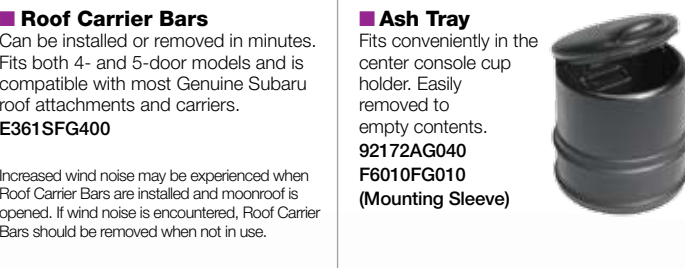 Roof Carrier Bars
Can be installed or removed in minutes.
Fits both 4- and 5-door models and is
compatible with most Genuine Subaru
roof attachments and carriers.
E361SFG400
Increased wind noise may be experienced when
Roof Carrier Bars are installed and moonroof is
opened. If wind noise is encountered, Roof Carrier
Bars should be removed when not in use.
Ash Tray
Fits conveniently in the
center console cup
holder. Easily
removed to
empty contents.
92172AG040
F6010FG010
(Mounting Sleeve)